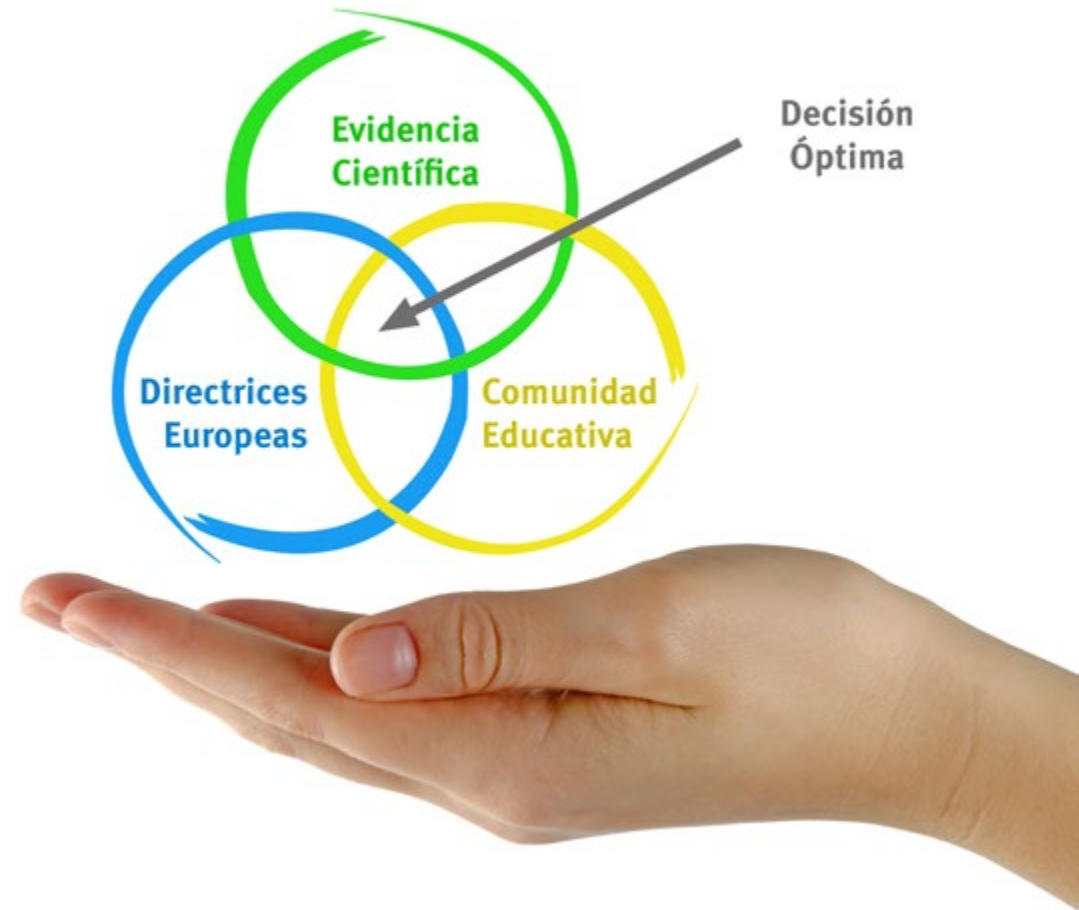 Evidencia
Científica
Decisión
Óptima
Directrices
Europeas
Comunidad
Educativa